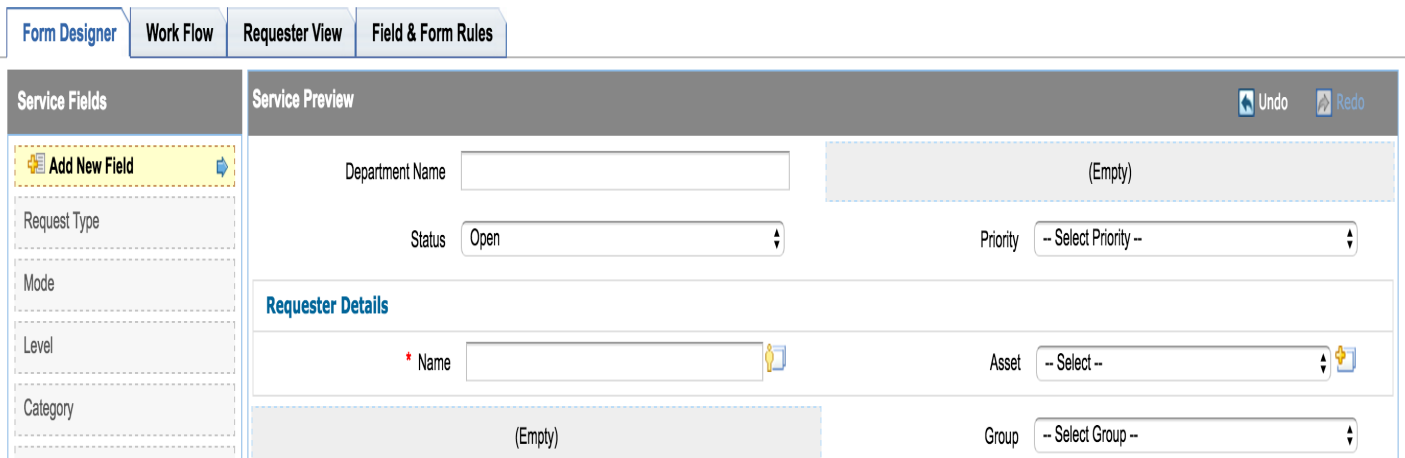 Form Designer Work Flow Requester View Field & Form Rules
Service Fields
Add New Field
Request Type
Mode
Level
Category
Service Preview Undo Redo
Department Name (Empty)
Status Open Priority -- Select Priority --
Requester Details
* Name Asset -- Select --
(Empty) Group -- Select Group --